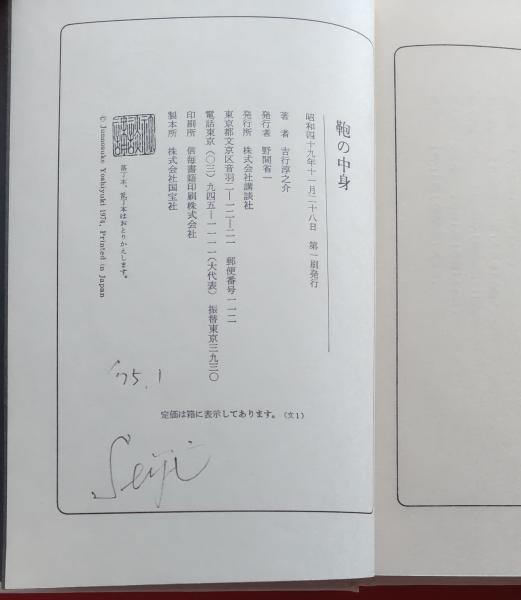 鞄の中身
昭和四十九年十一月二十八日　第一刷発行
著　者　吉行淳之介
発行者　野間省一
発行所　株式会社講談社
東京都文京区音羽二—一二—二一　郵便番号一一二
電話東京（〇三）九四五—一一一一（大代表）　振替東京三九三〇
印刷所　信毎書籍印刷株式会社
製本所　株式会社国宝社
落丁本、乱丁本はおとりかえします。
© Junnosuke Yoshiyuki 1974, Printed in Japan
'75.1
定価は箱に表示してあります。（文1）
Seiji